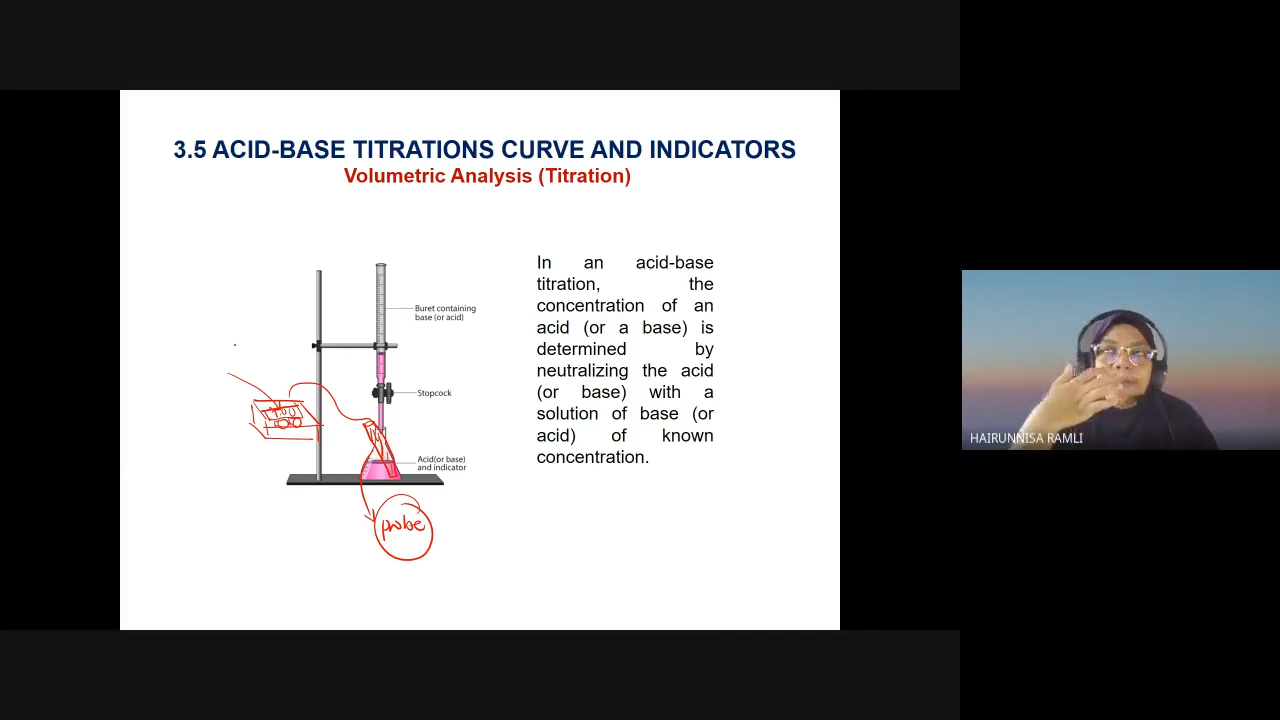 3.5 ACID-BASE TITRATIONS CURVE AND INDICATORS
Volumetric Analysis (Titration)
Buret containing
base (or acid)
Stopcock
Acid(or base)
and indicator
probe
In an acid-base
titration, the
concentration of an
acid (or a base) is
determined by
neutralizing the acid
(or base) with a
solution of base (or
acid) of known
concentration.
HAIRUNNISA RAMLI